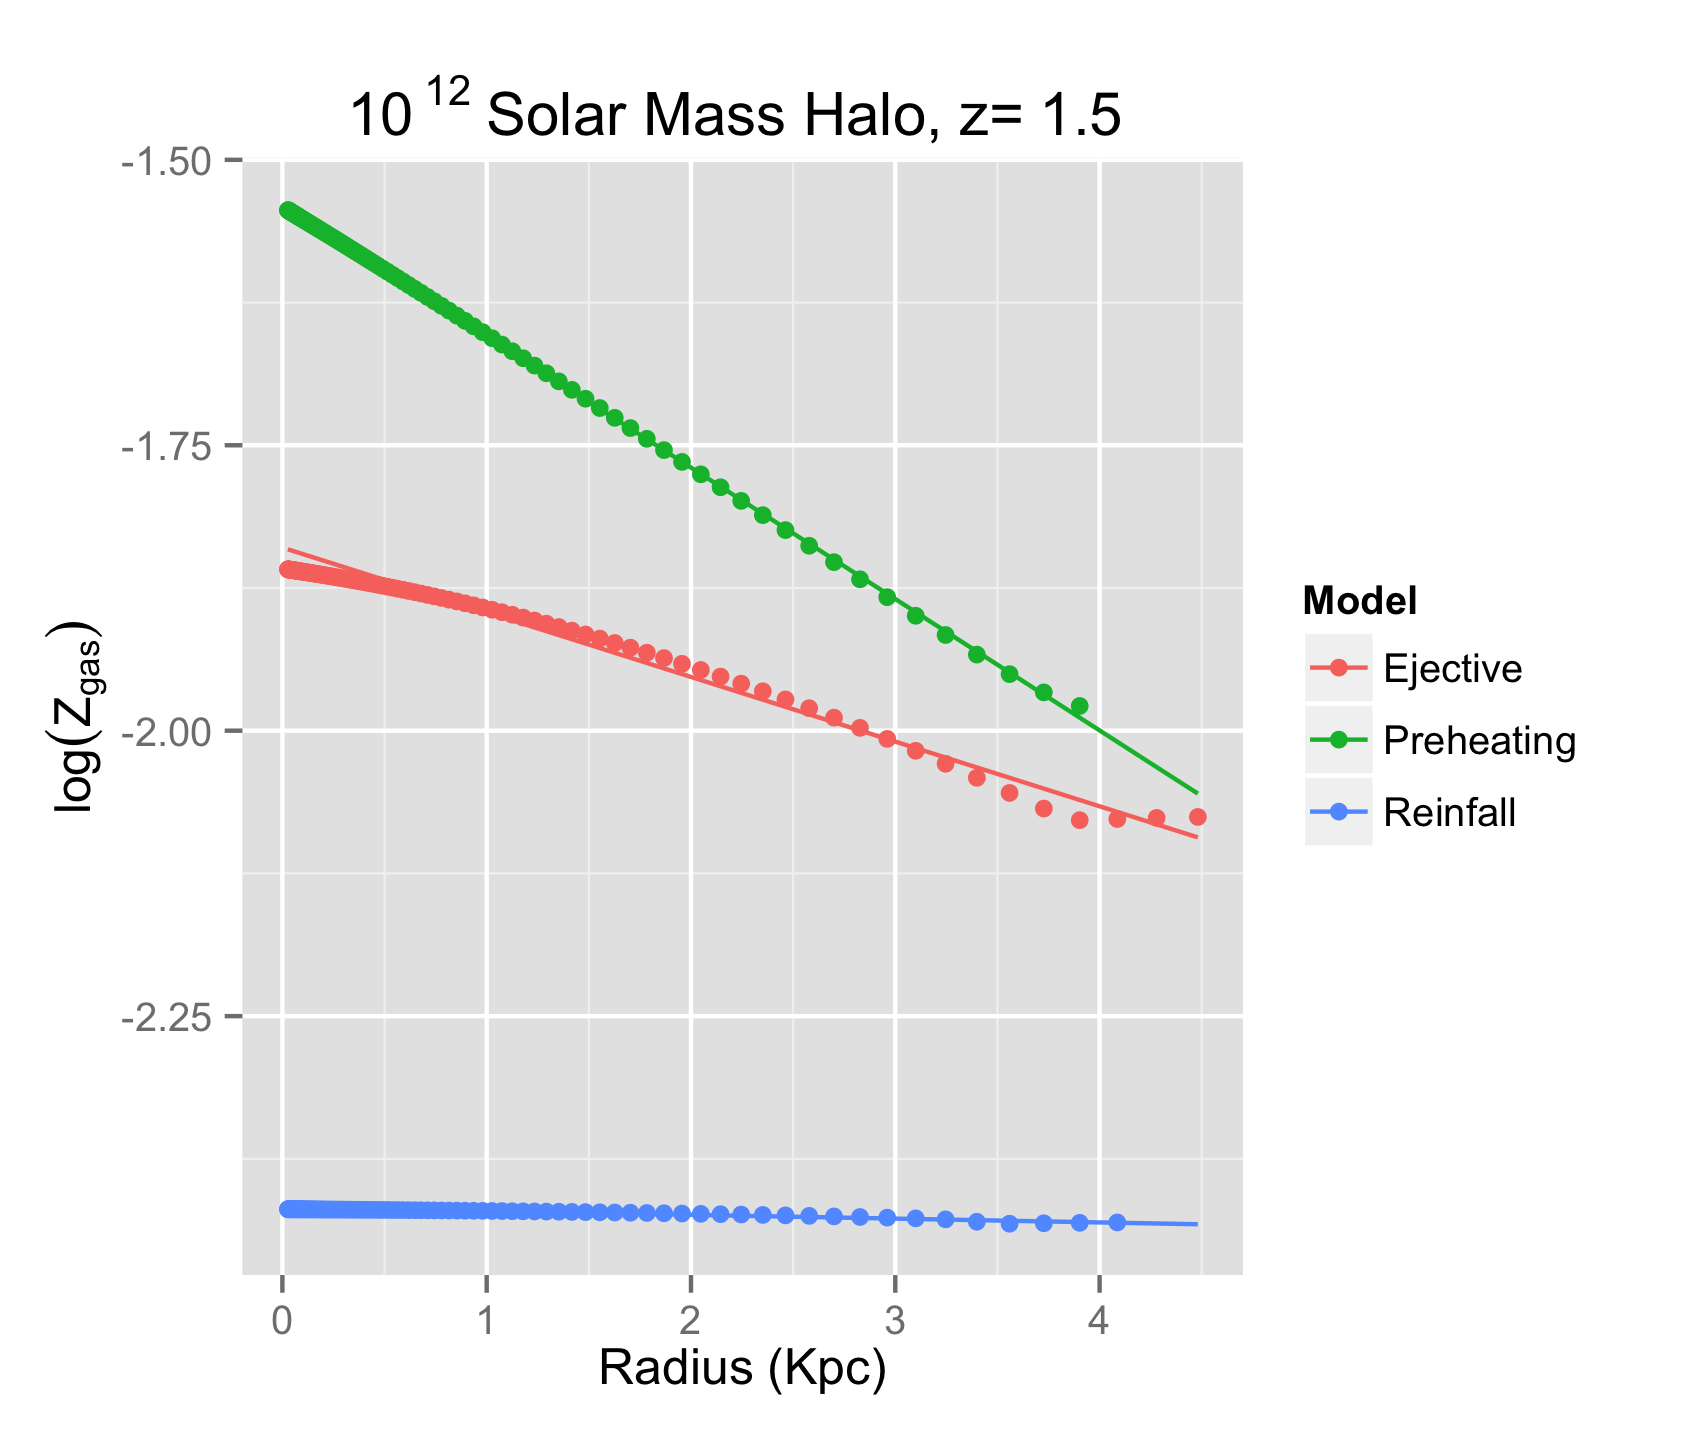 10 12 Solar Mass Halo, z= 1.5
-1.50
-1.75
-2.00
-2.25
log(Zgas)
0 1 2 3 4
Radius (Kpc)
Model
Ejective
Preheating
Reinfall